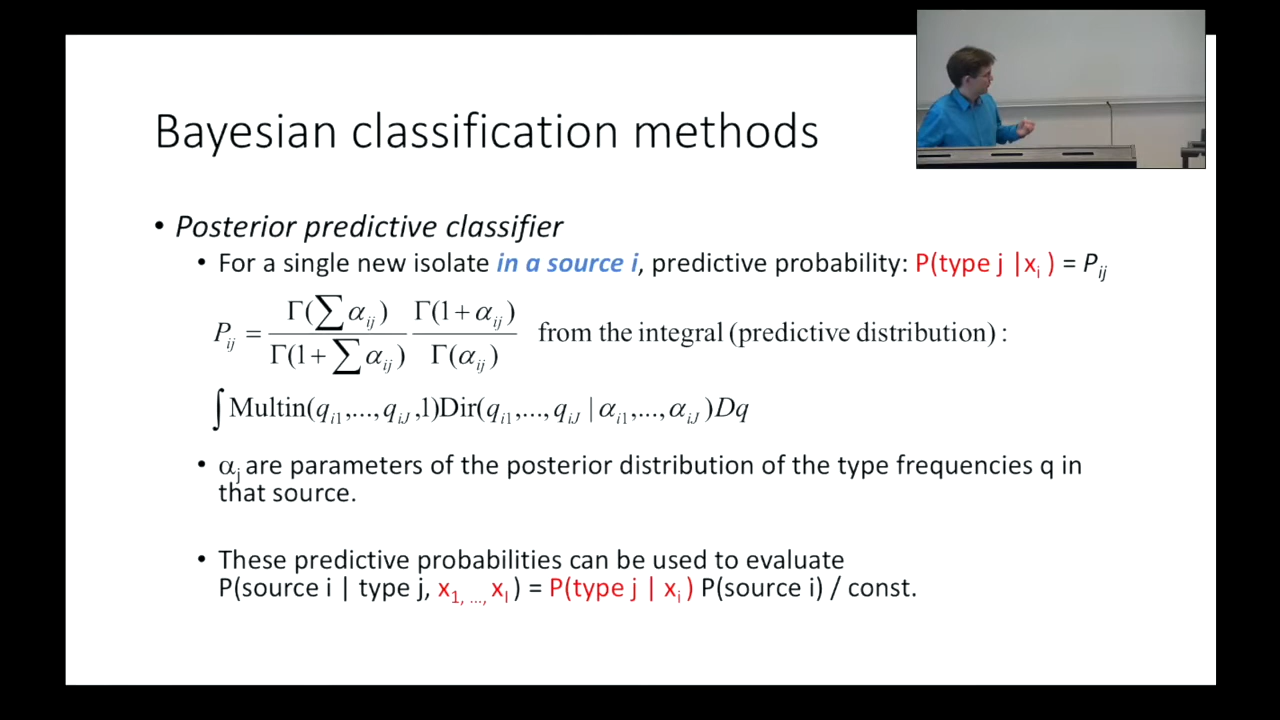 Bayesian classification methods
• Posterior predictive classifier
• For a single new isolate in a source i, predictive probability: P(type j |xᵢ ) = Pᵢⱼ
Pᵢⱼ = Γ(∑ αᵢⱼ) / Γ(1 + ∑ αᵢⱼ) Γ(1 + αᵢⱼ) / Γ(αᵢⱼ) from the integral (predictive distribution) :
∫ Multin(qᵢ₁,..., qᵢJ ,1)Dir(qᵢ₁,..., qᵢJ | αᵢ₁,..., αᵢJ )Dq
• αⱼ are parameters of the posterior distribution of the type frequencies q in
that source.
• These predictive probabilities can be used to evaluate
P(source i | type j, x₁, ..., xI ) = P(type j | xᵢ ) P(source i) / const.